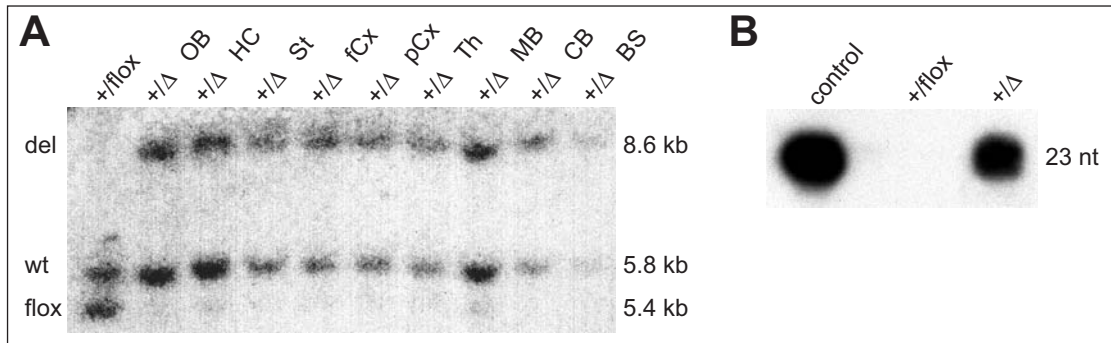 A
+/flox
+/Δ OB
+/Δ HC
+/Δ St
+/Δ fCx
+/Δ pCx
+/Δ Th
+/Δ MB
+/Δ CB
+/Δ BS
del
8.6 kb
wt
5.8 kb
flox
5.4 kb
B
control
+/flox
+/Δ
23 nt